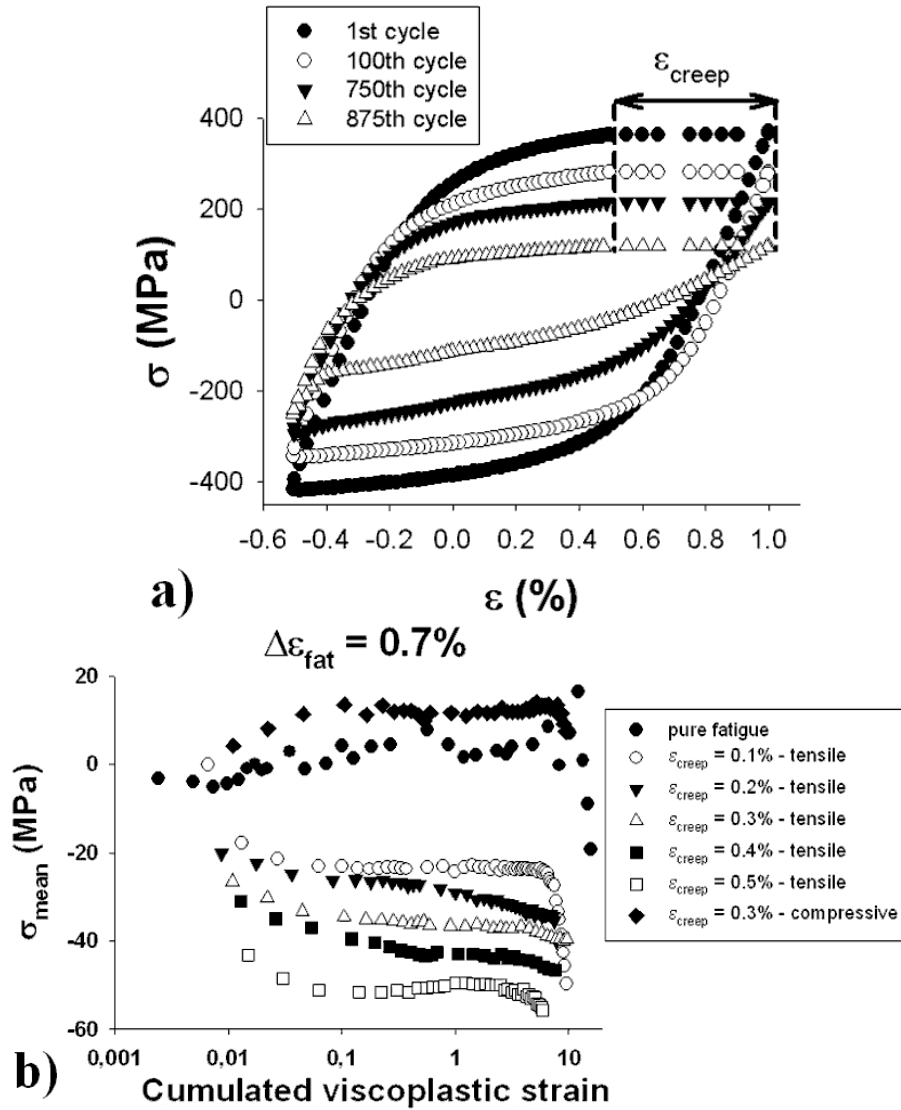 1st cycle
100th cycle
750th cycle
875th cycle
εcreep
400
200
0
-200
-400
σ (MPa)
-0.6 -0.4 -0.2 0.0 0.2 0.4 0.6 0.8 1.0
ε (%)
a)
Δεfat = 0.7%
20
0
-20
-40
-60
σmean (MPa)
0,001 0,01 0,1 1 10
Cumulated viscoplastic strain
b)
pure fatigue
εcreep = 0.1% - tensile
εcreep = 0.2% - tensile
εcreep = 0.3% - tensile
εcreep = 0.4% - tensile
εcreep = 0.5% - tensile
εcreep = 0.3% - compressive